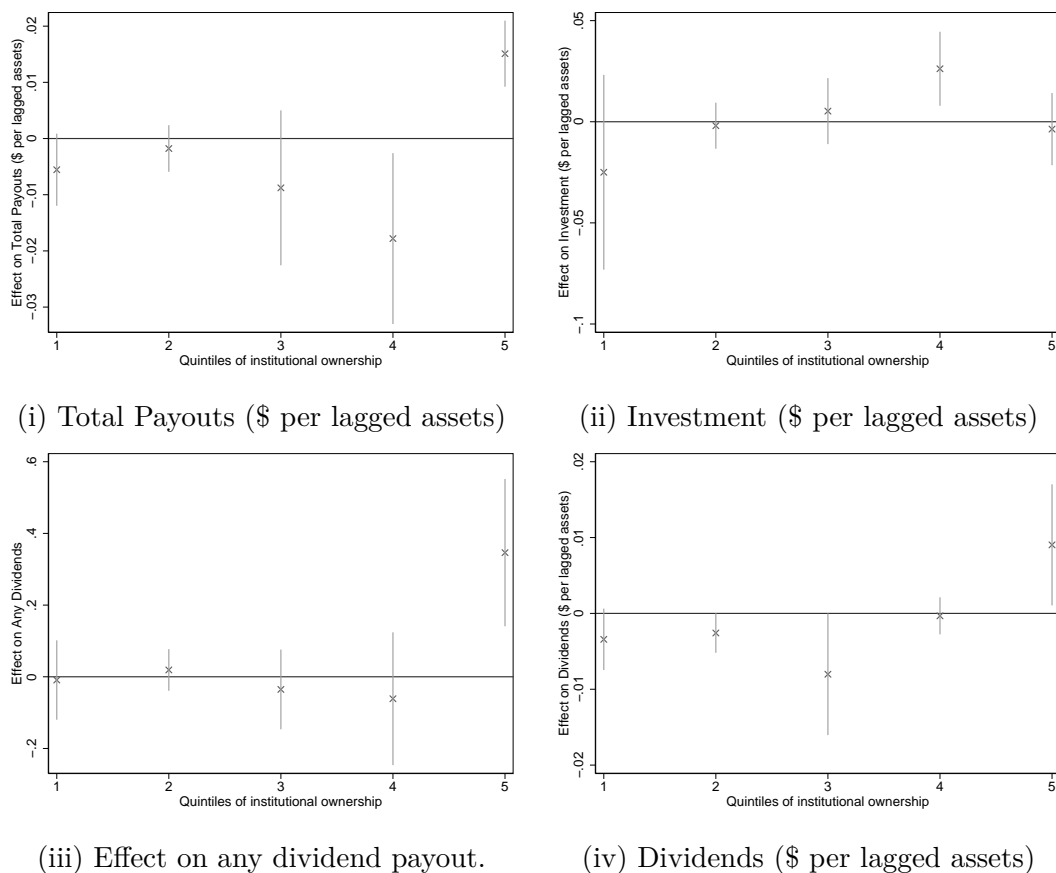 Effect on Total Payouts ($ per lagged assets)
.02
.01
0
-.01
-.02
-.03
1 2 3 4 5
Quintiles of institutional ownership
(i) Total Payouts ($ per lagged assets)
Effect on Investment ($ per lagged assets)
.05
0
-.05
-.1
1 2 3 4 5
Quintiles of institutional ownership
(ii) Investment ($ per lagged assets)
Effect on Any Dividends
.6
.4
.2
0
-.2
1 2 3 4 5
Quintiles of institutional ownership
(iii) Effect on any dividend payout.
Effect on Dividends ($ per lagged assets)
.02
.01
0
-.01
-.02
1 2 3 4 5
Quintiles of institutional ownership
(iv) Dividends ($ per lagged assets)